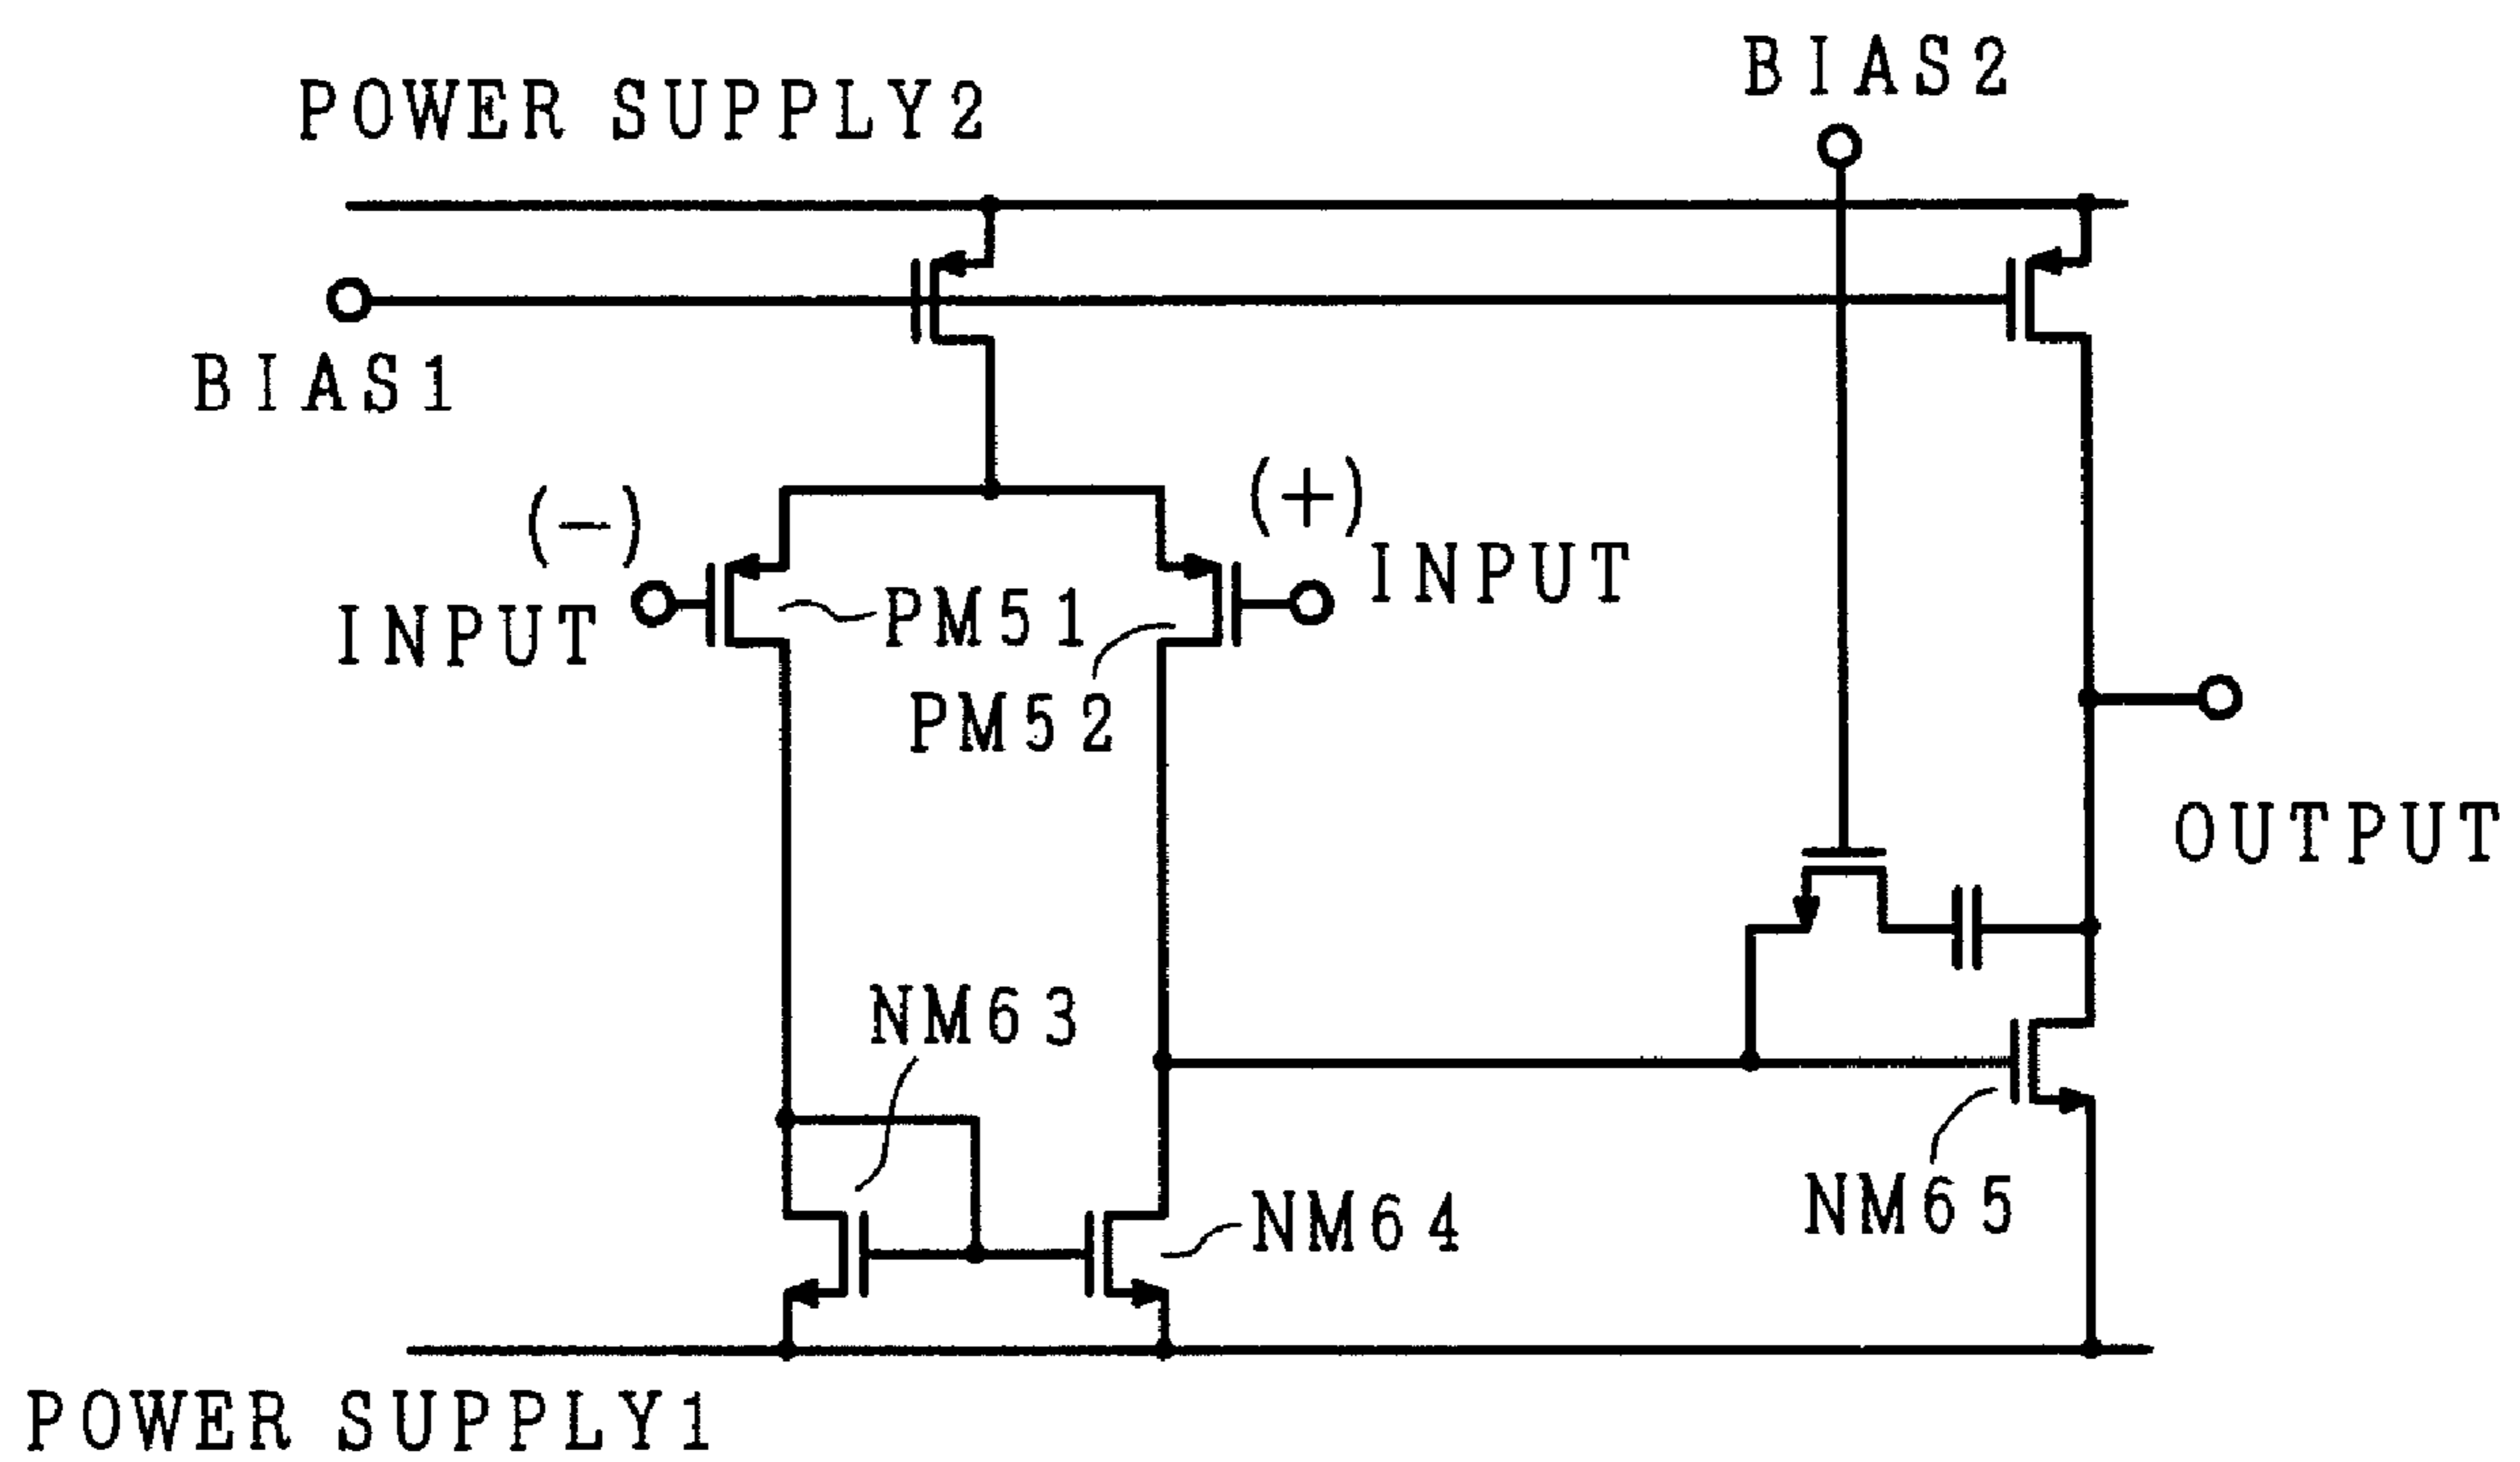 BIAS2
POWER SUPPLY2
BIAS1
(−)
(+)
INPUT
INPUT
PM51
PM52
OUTPUT
NM63
NM64
NM65
POWER SUPPLY1